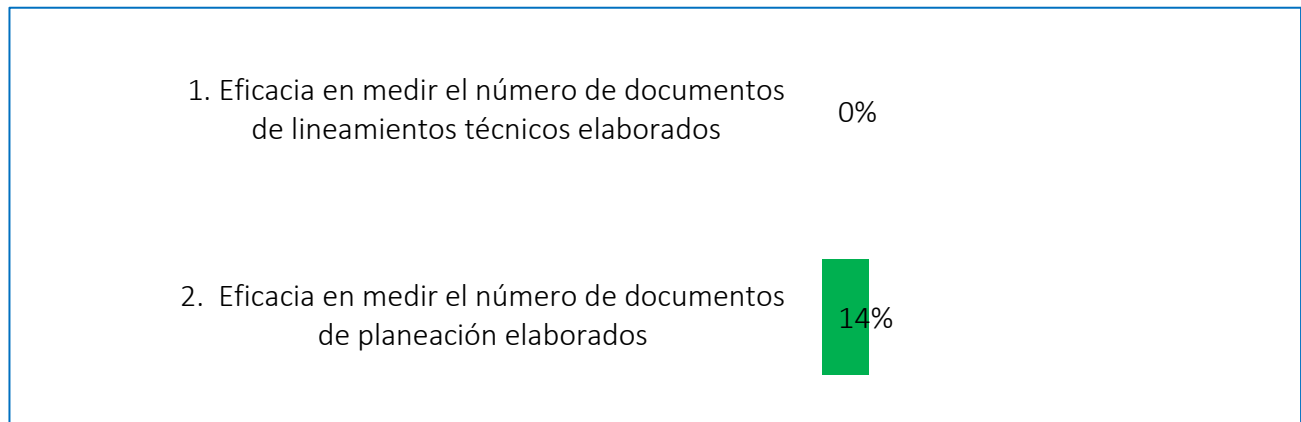 1. Eficacia en medir el número de documentos
de lineamientos técnicos elaborados
0%
2. Eficacia en medir el número de documentos
de planeación elaborados
14%